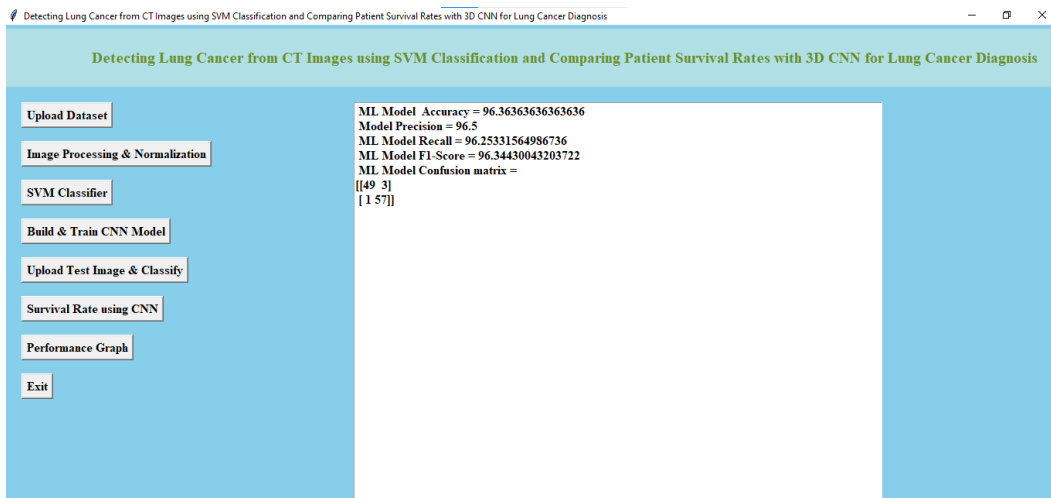 Detecting Lung Cancer from CT Images using SVM Classification and Comparing Patient Survival Rates with 3D CNN for Lung Cancer Diagnosis
Detecting Lung Cancer from CT Images using SVM Classification and Comparing Patient Survival Rates with 3D CNN for Lung Cancer Diagnosis
Upload Dataset
Image Processing & Normalization
SVM Classifier
Build & Train CNN Model
Upload Test Image & Classify
Survival Rate using CNN
Performance Graph
Exit
ML Model  Accuracy = 96.36363636363636
Model Precision = 96.5
ML Model Recall = 96.25331564986736
ML Model F1-Score = 96.34430043203722
ML Model Confusion matrix =
[[49  3]
[ 1 57]]